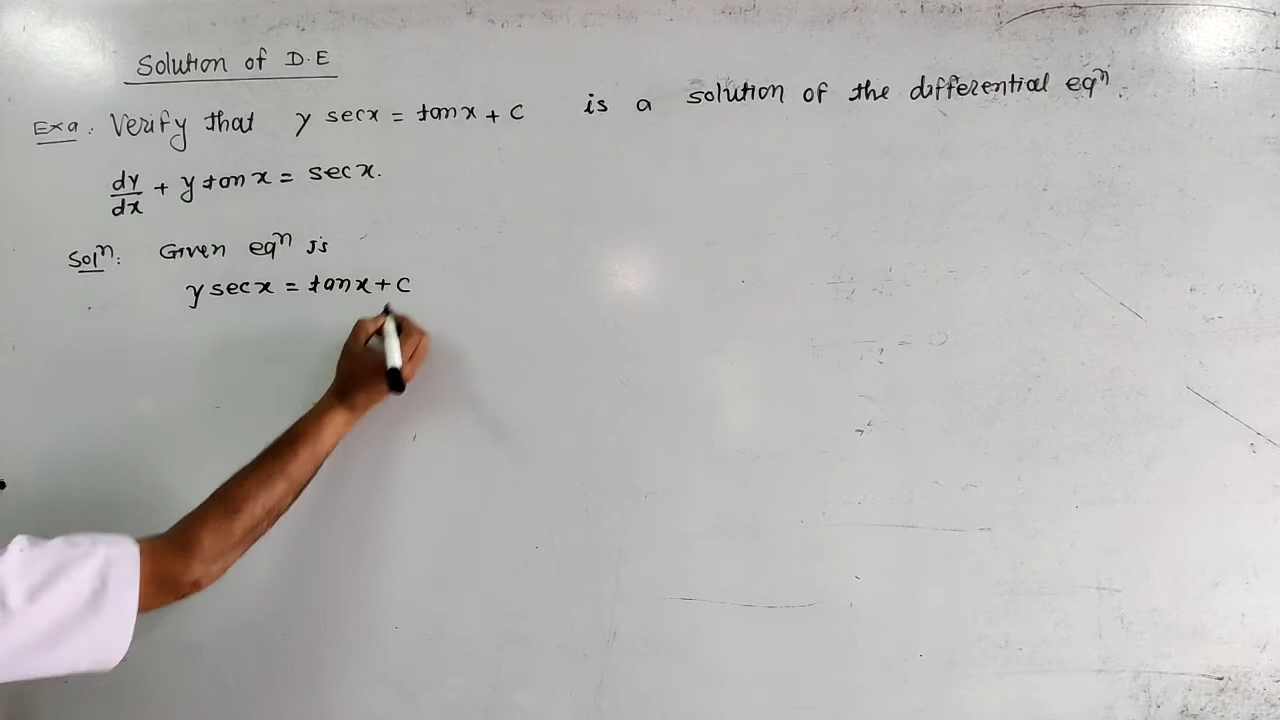 Solution of D.E
Exa. Verify that y secx = tanx + c is a solution of the differential eqⁿ.
dy/dx + y tanx = secx.
Solⁿ: Given eqⁿ is
y secx = tanx + c